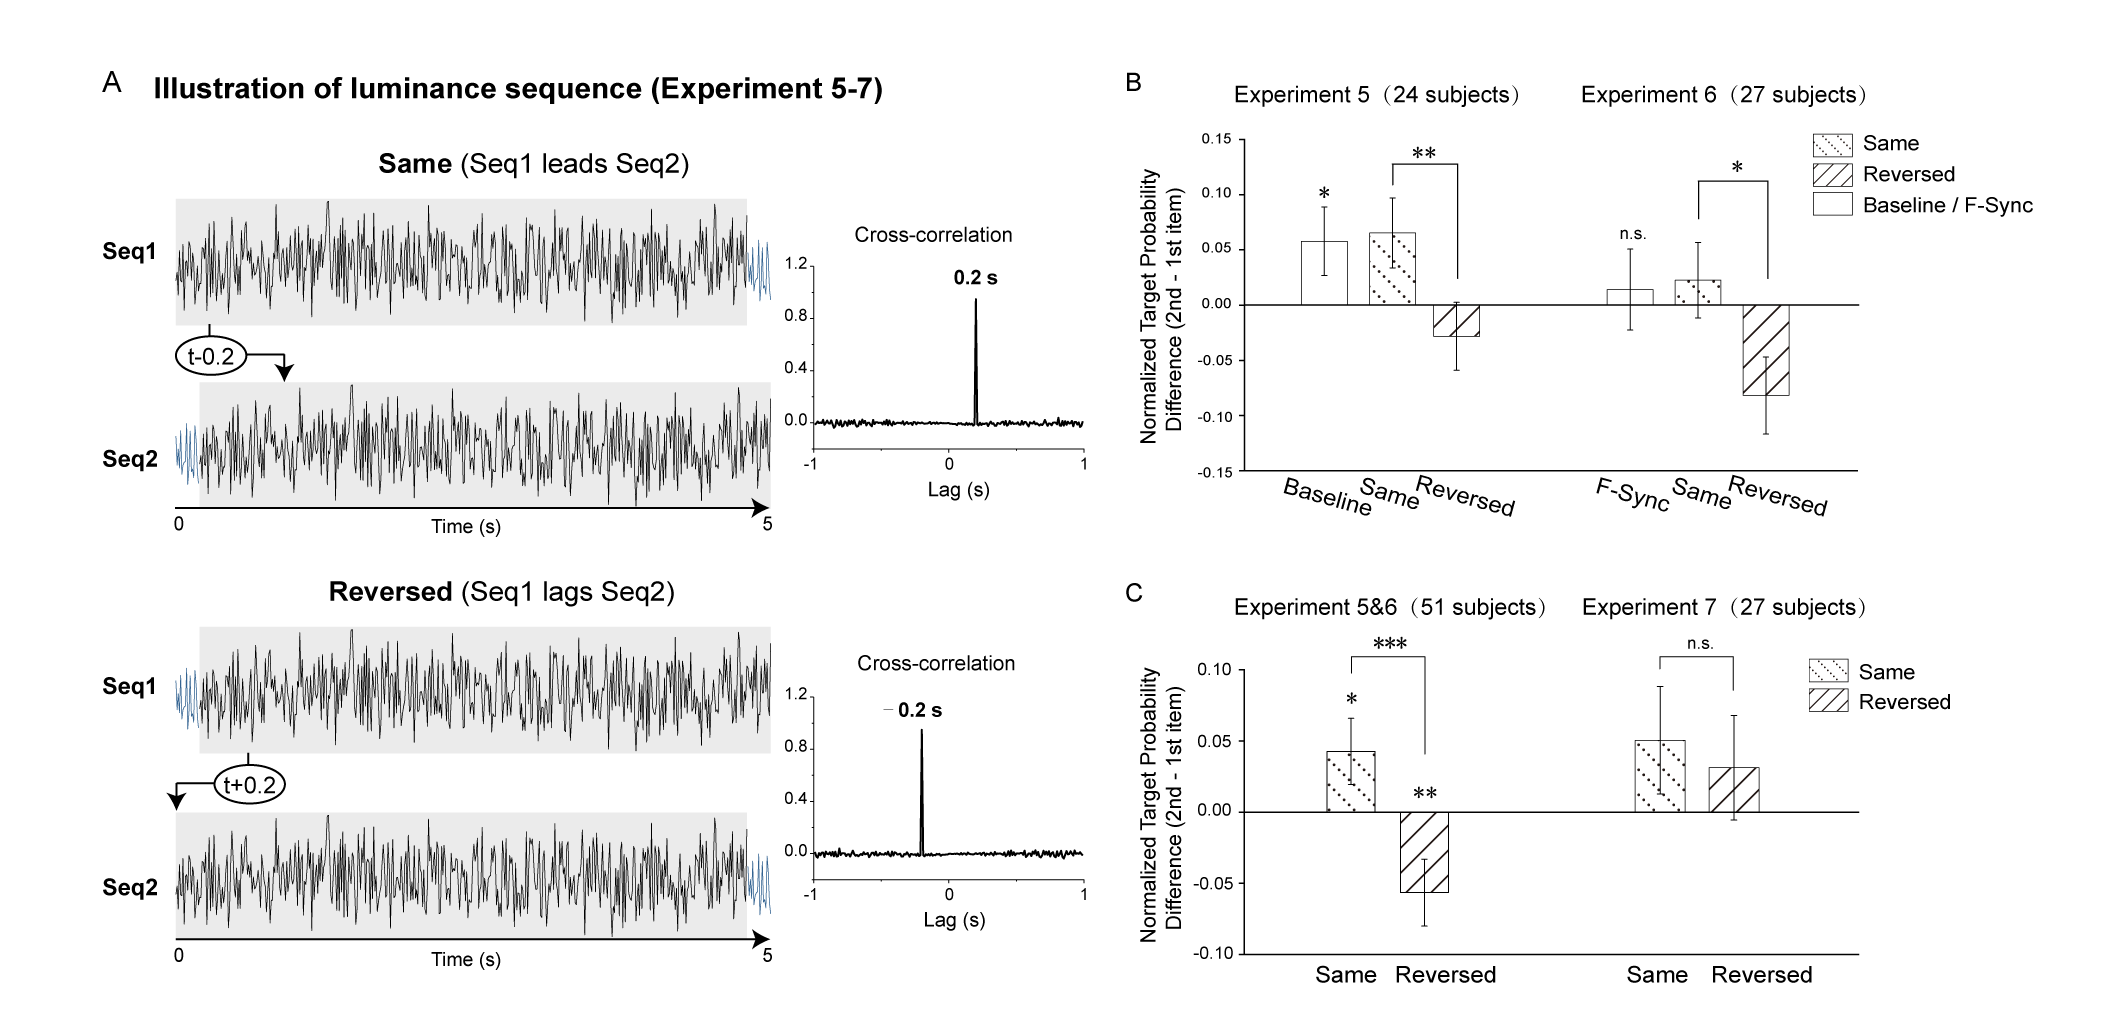 A
Illustration of luminance sequence (Experiment 5-7)
Same (Seq1 leads Seq2)
Seq1
t-0.2
Seq2
0
5
Time (s)
Cross-correlation
0.2 s
1.2
0.8
0.4
0.0
-1
0
1
Lag (s)
Reversed (Seq1 lags Seq2)
Seq1
t+0.2
Seq2
0
5
Time (s)
Cross-correlation
− 0.2 s
1.2
0.8
0.4
0.0
-1
0
1
Lag (s)
B
Experiment 5（24 subjects）
Experiment 6（27 subjects）
Normalized Target Probability
Difference (2nd - 1st item)
0.15
0.10
0.05
0.00
-0.05
-0.10
-0.15
*
**
n.s.
*
Same
Reversed
Baseline / F-Sync
Baseline
Same
Reversed
F-Sync
Same
Reversed
C
Experiment 5&6（51 subjects）
Experiment 7（27 subjects）
Normalized Target Probability
Difference (2nd - 1st item)
0.10
0.05
0.00
-0.05
-0.10
***
*
**
n.s.
Same
Reversed
Same
Reversed
Same
Reversed